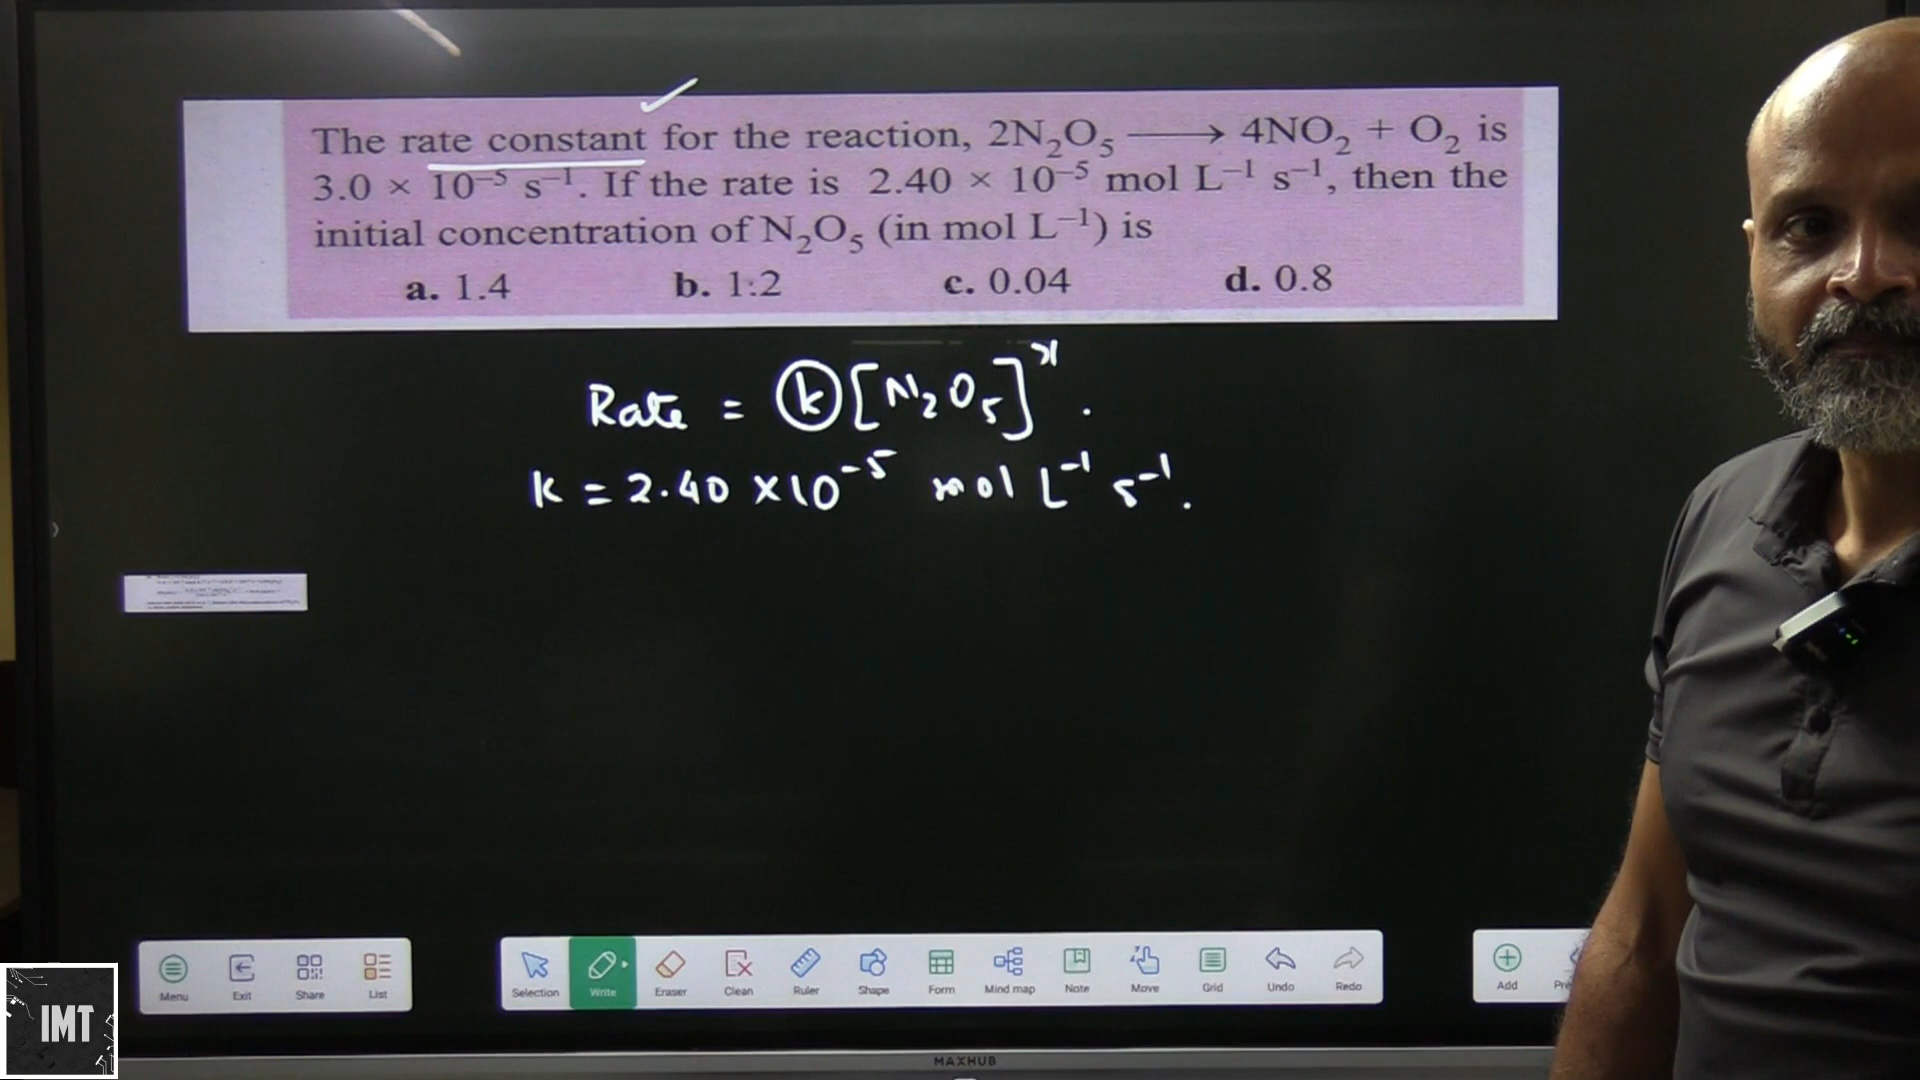 The rate constant for the reaction, 2N₂O₅ ⟶ 4NO₂ + O₂ is
3.0 × 10⁻⁵ s⁻¹. If the rate is 2.40 × 10⁻⁵ mol L⁻¹ s⁻¹, then the
initial concentration of N₂O₅ (in mol L⁻¹) is
a. 1.4 b. 1:2 c. 0.04 d. 0.8
Rate = k [N₂O₅]ˣ.
k = 2.40 × 10⁻⁵ mol L⁻¹ s⁻¹.
Menu Exit Share List Selection Write Eraser Clean Ruler Shape Form Mind map Note Move Grid Undo Redo Add
IMT
MAXHUB